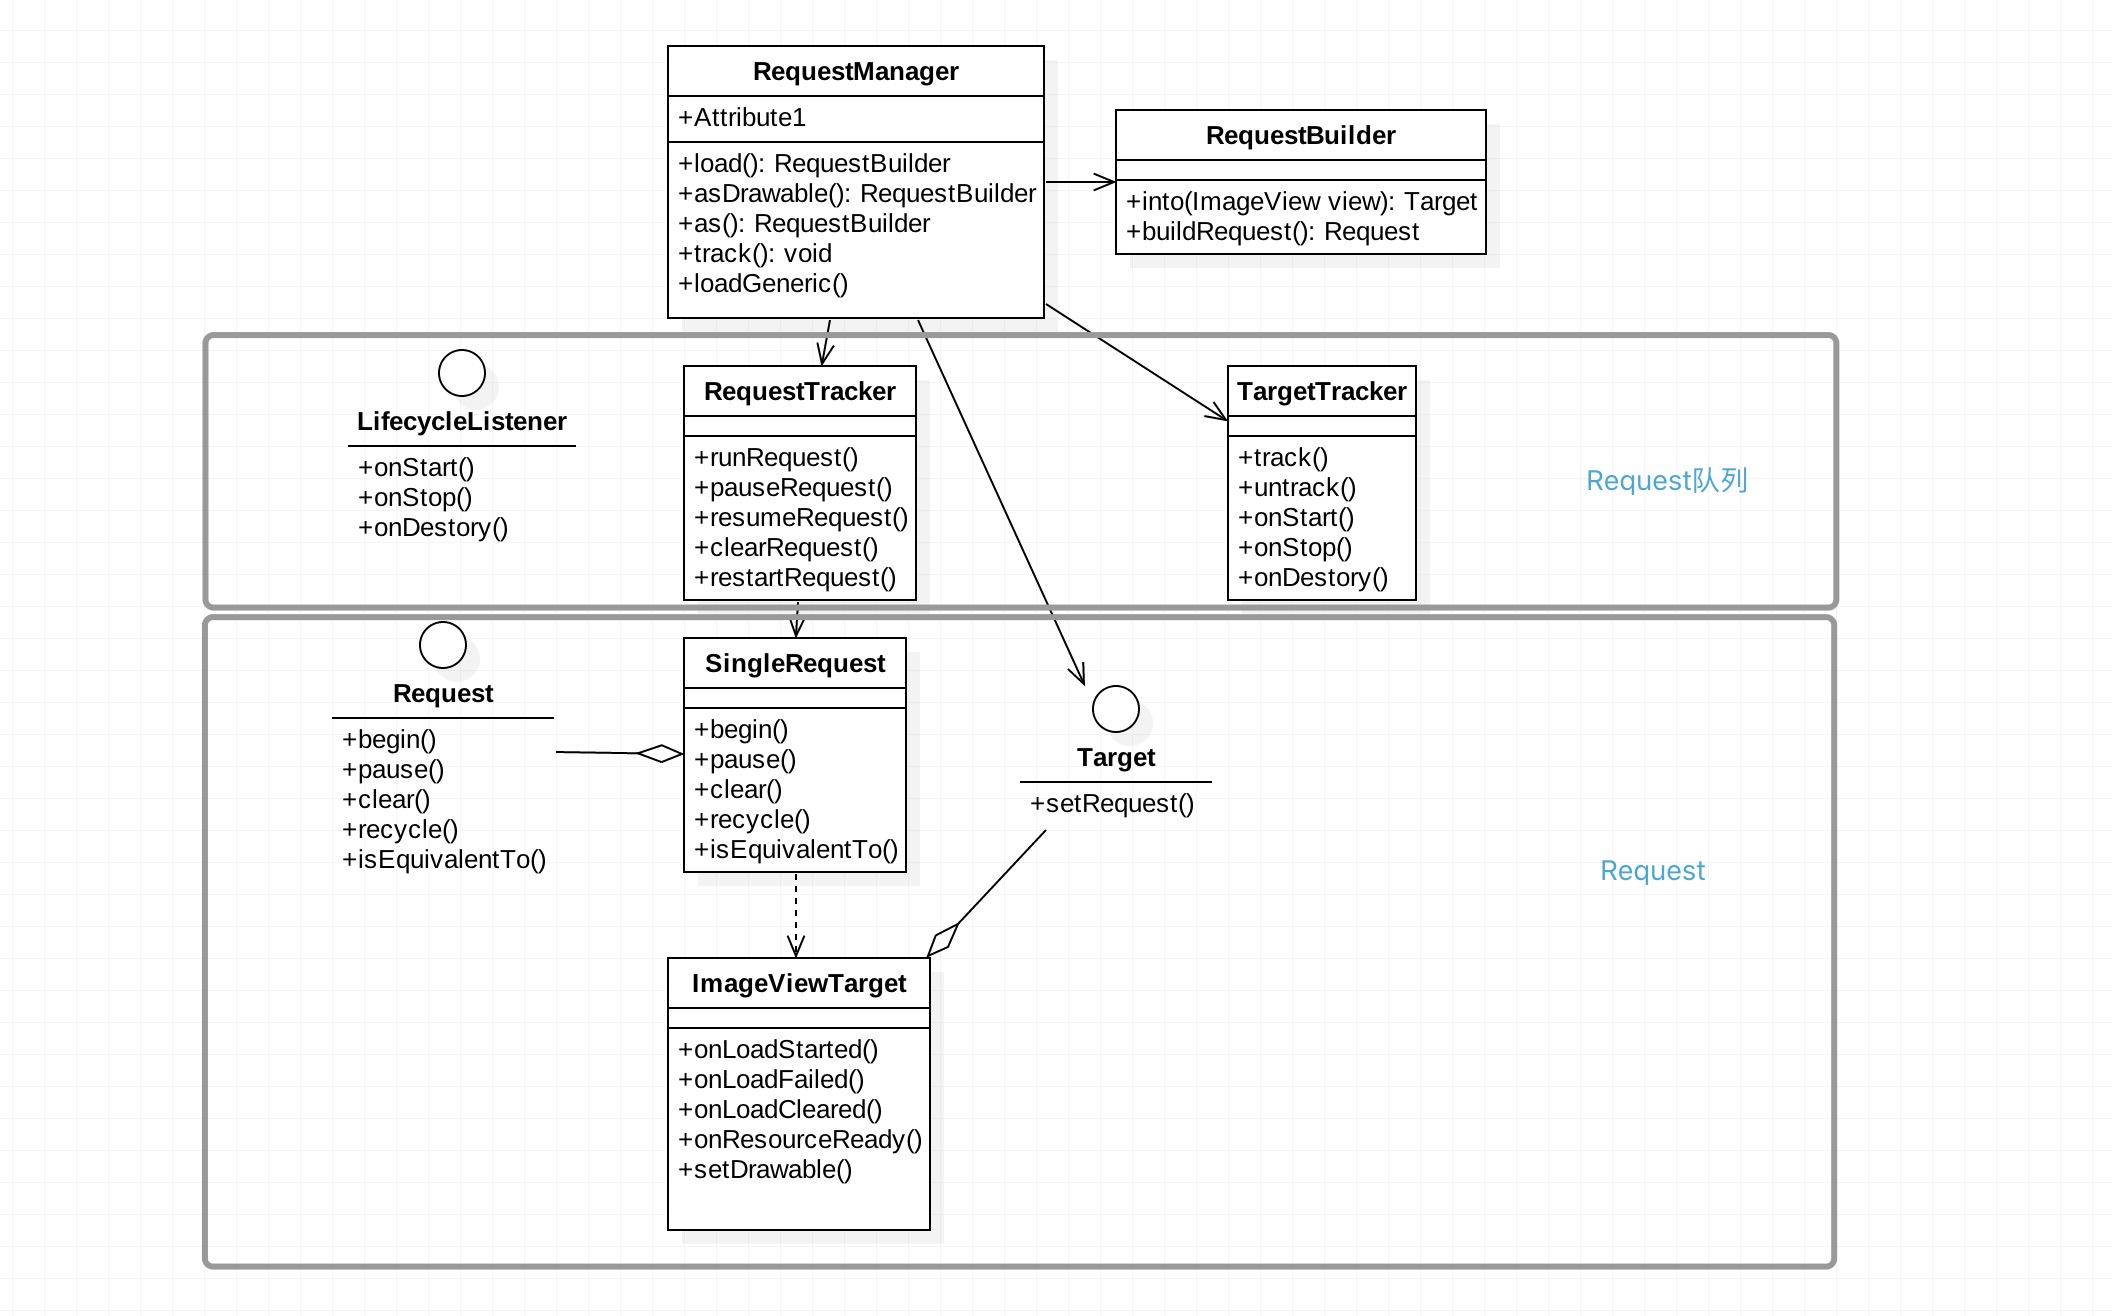 RequestManager
+Attribute1
+load(): RequestBuilder
+asDrawable(): RequestBuilder
+as(): RequestBuilder
+track(): void
+loadGeneric()
RequestBuilder
+into(ImageView view): Target
+buildRequest(): Request
LifecycleListener
+onStart()
+onStop()
+onDestory()
RequestTracker
+runRequest()
+pauseRequest()
+resumeRequest()
+clearRequest()
+restartRequest()
TargetTracker
+track()
+untrack()
+onStart()
+onStop()
+onDestory()
Request队列
Request
+begin()
+pause()
+clear()
+recycle()
+isEquivalentTo()
SingleRequest
+begin()
+pause()
+clear()
+recycle()
+isEquivalentTo()
Target
+setRequest()
Request
ImageViewTarget
+onLoadStarted()
+onLoadFailed()
+onLoadCleared()
+onResourceReady()
+setDrawable()